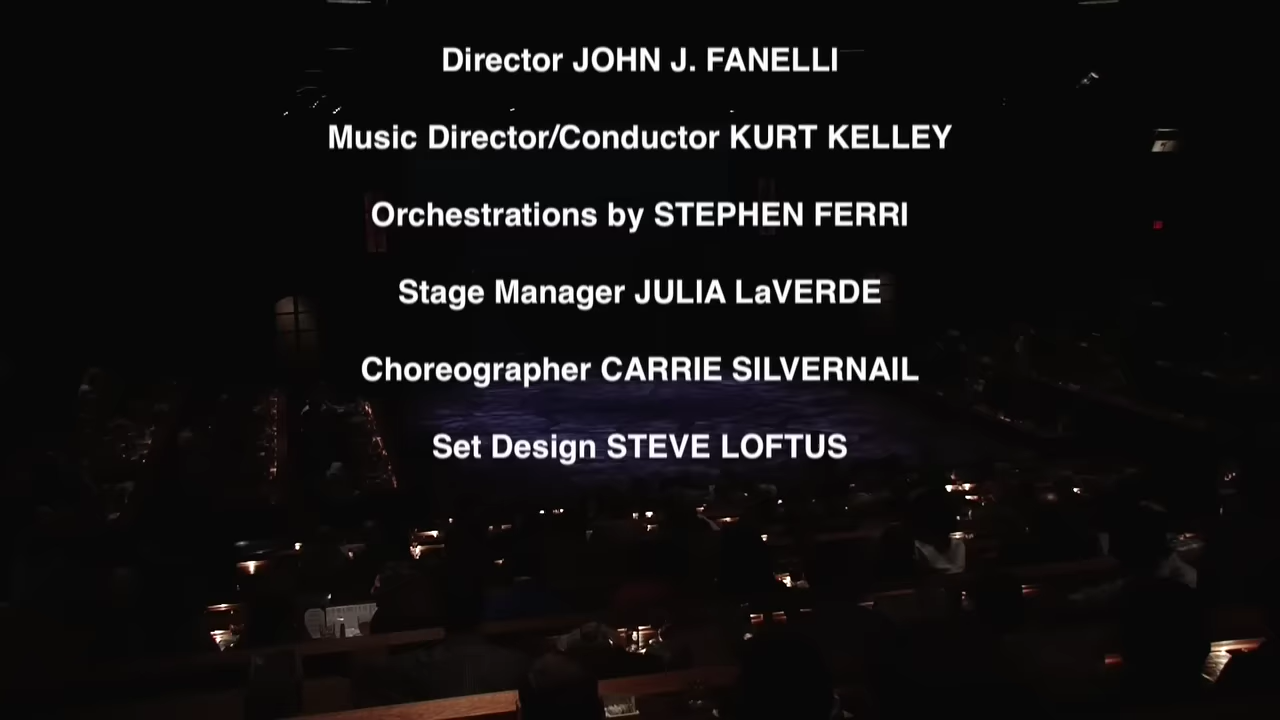 Director JOHN J. FANELLI
Music Director/Conductor KURT KELLEY
Orchestrations by STEPHEN FERRI
Stage Manager JULIA LaVERDE
Choreographer CARRIE SILVERNAIL
Set Design STEVE LOFTUS